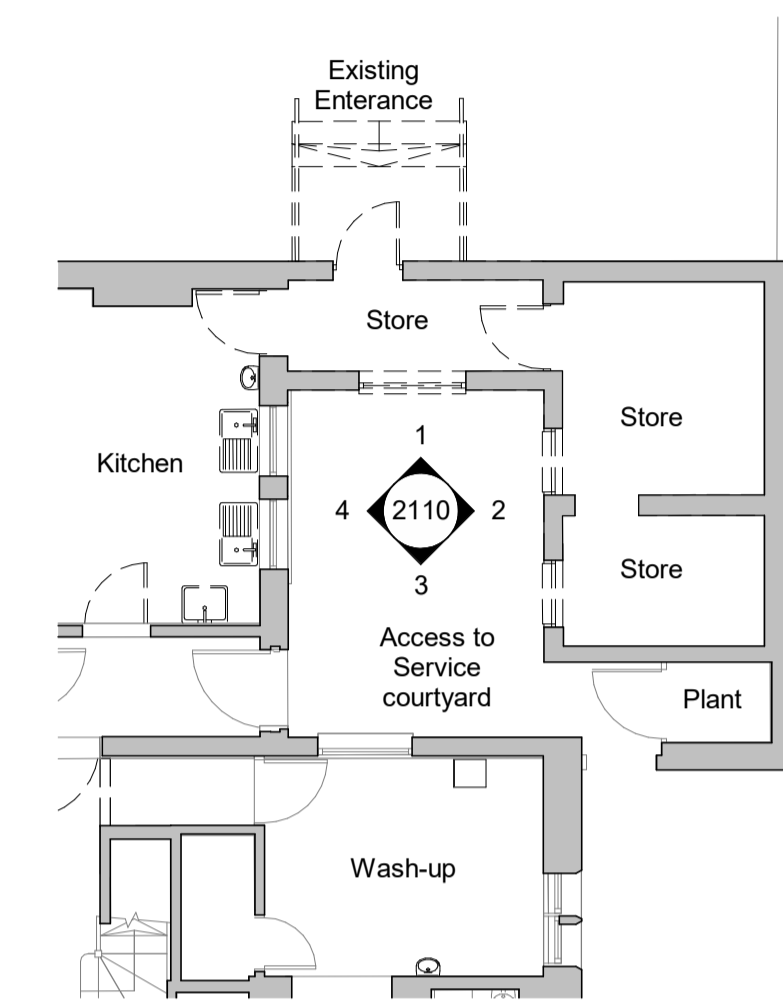 Existing
Enterance
Store
Store
1
Kitchen
4
2110
2
3
Store
Access to
Service
courtyard
Plant
Wash-up